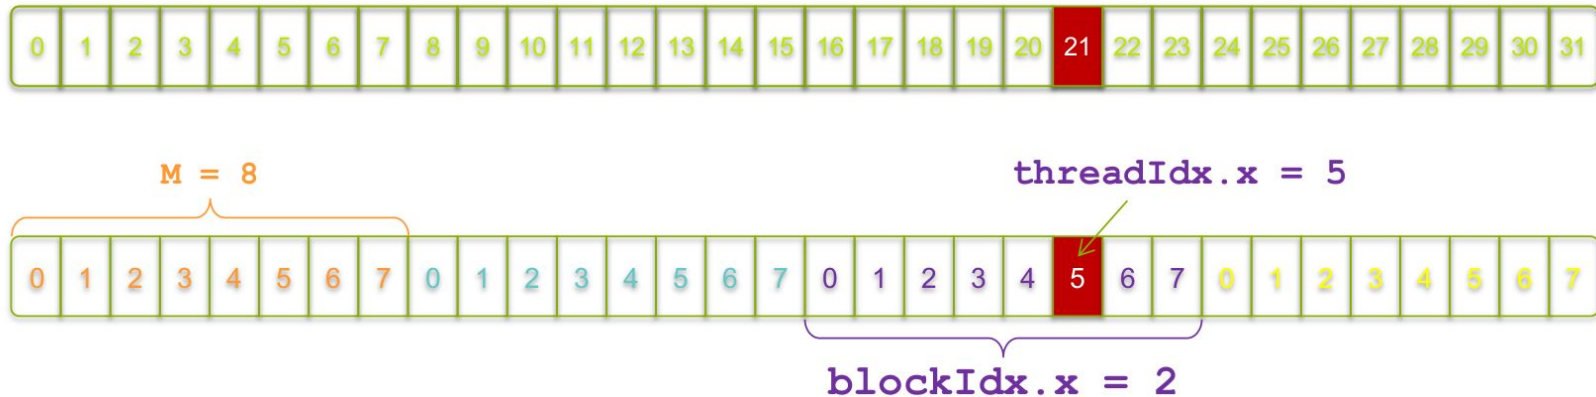 0 1 2 3 4 5 6 7 8 9 10 11 12 13 14 15 16 17 18 19 20 21 22 23 24 25 26 27 28 29 30 31
M = 8
threadIdx.x = 5
0 1 2 3 4 5 6 7 0 1 2 3 4 5 6 7 0 1 2 3 4 5 6 7 0 1 2 3 4 5 6 7
blockIdx.x = 2